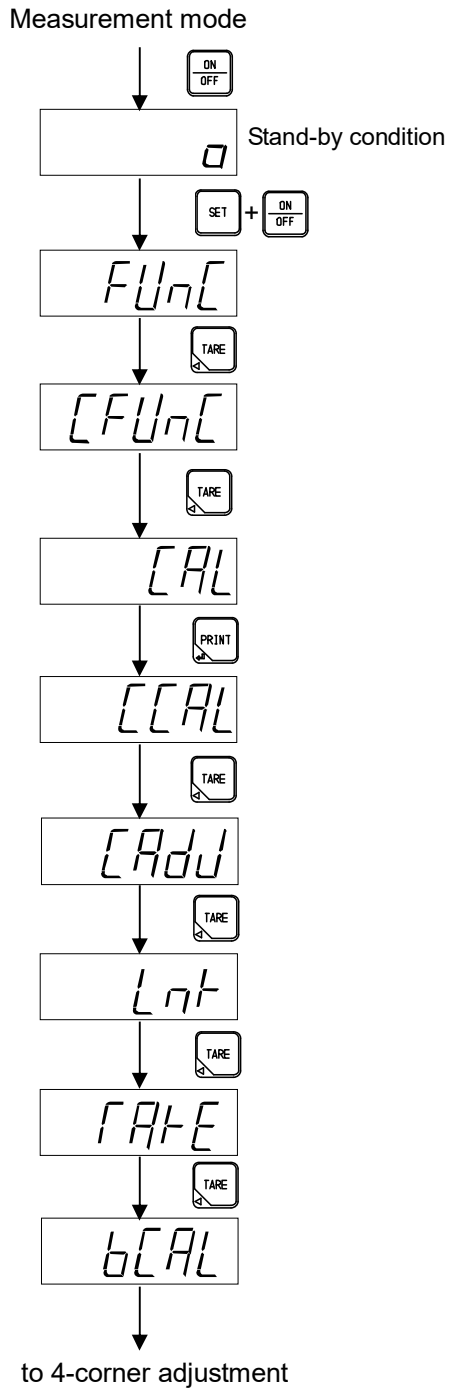 Measurement mode
ON
OFF
a
Stand-by condition
SET + ON
OFF
FUnC
TARE
CFUnC
TARE
CAL
PRINT
CCAL
TARE
CAdJ
TARE
Lnt
TARE
rAtE
TARE
bCAL
to 4-corner adjustment